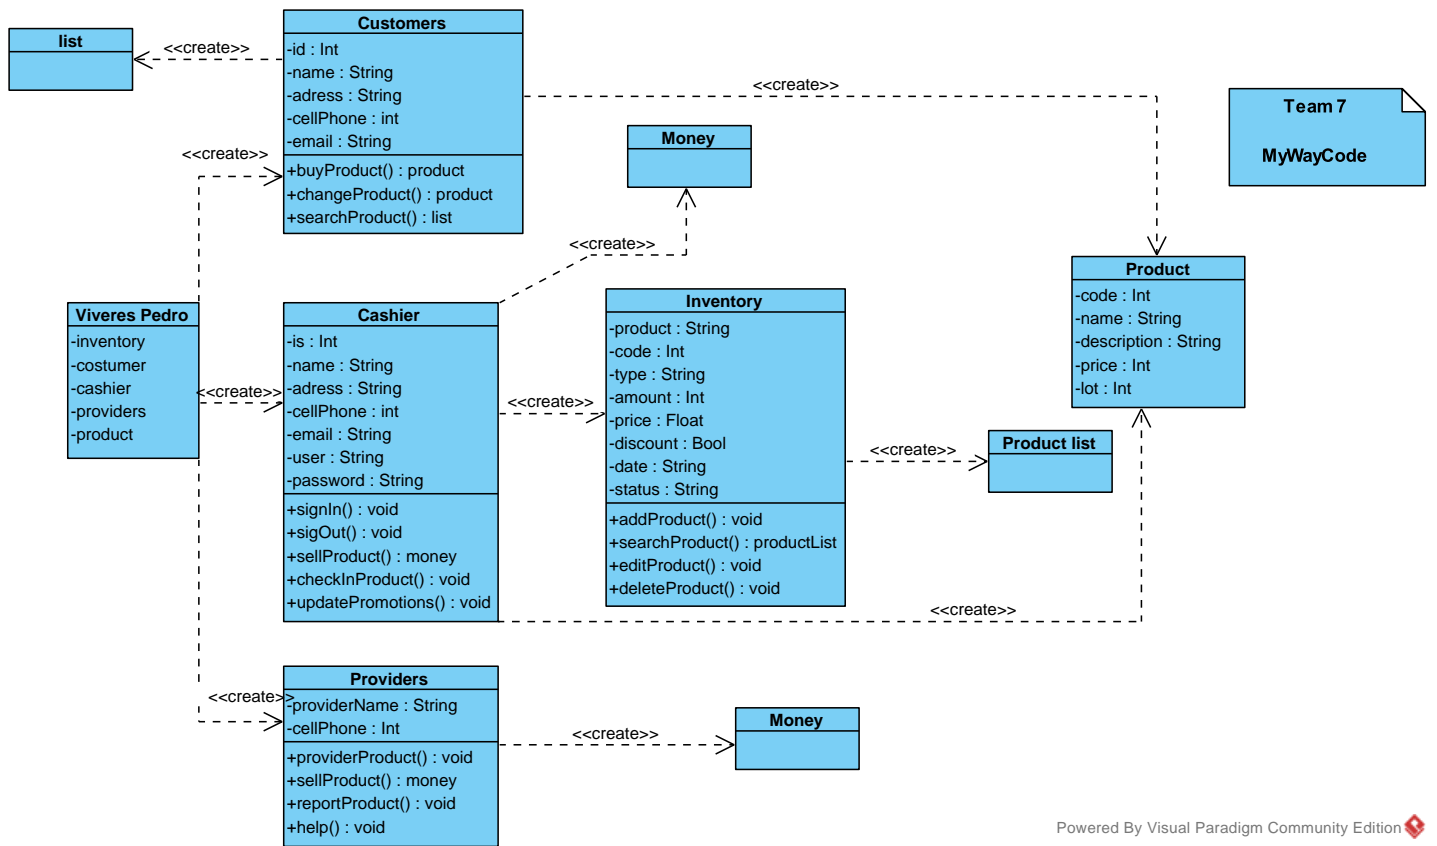 list
<<create>>
Customers
-id : Int
-name : String
-adress : String
-cellPhone : int
-email : String
+buyProduct() : product
+changeProduct() : product
+searchProduct() : list
<<create>>
<<create>>
Team 7
MyWayCode
Money
<<create>>
Viveres Pedro
-inventory
-costumer
-cashier
-providers
-product
<<create>>
Cashier
-is : Int
-name : String
-adress : String
-cellPhone : int
-email : String
-user : String
-password : String
+signIn() : void
+sigOut() : void
+sellProduct() : money
+checkInProduct() : void
+updatePromotions() : void
<<create>>
Inventory
-product : String
-code : Int
-type : String
-amount : Int
-price : Float
-discount : Bool
-date : String
-status : String
+addProduct() : void
+searchProduct() : productList
+editProduct() : void
+deleteProduct() : void
<<create>>
Product list
Product
-code : Int
-name : String
-description : String
-price : Int
-lot : Int
<<create>>
<<create>>
Providers
-providerName : String
-cellPhone : Int
+providerProduct() : void
+sellProduct() : money
+reportProduct() : void
+help() : void
<<create>>
Money
Powered By Visual Paradigm Community Edition